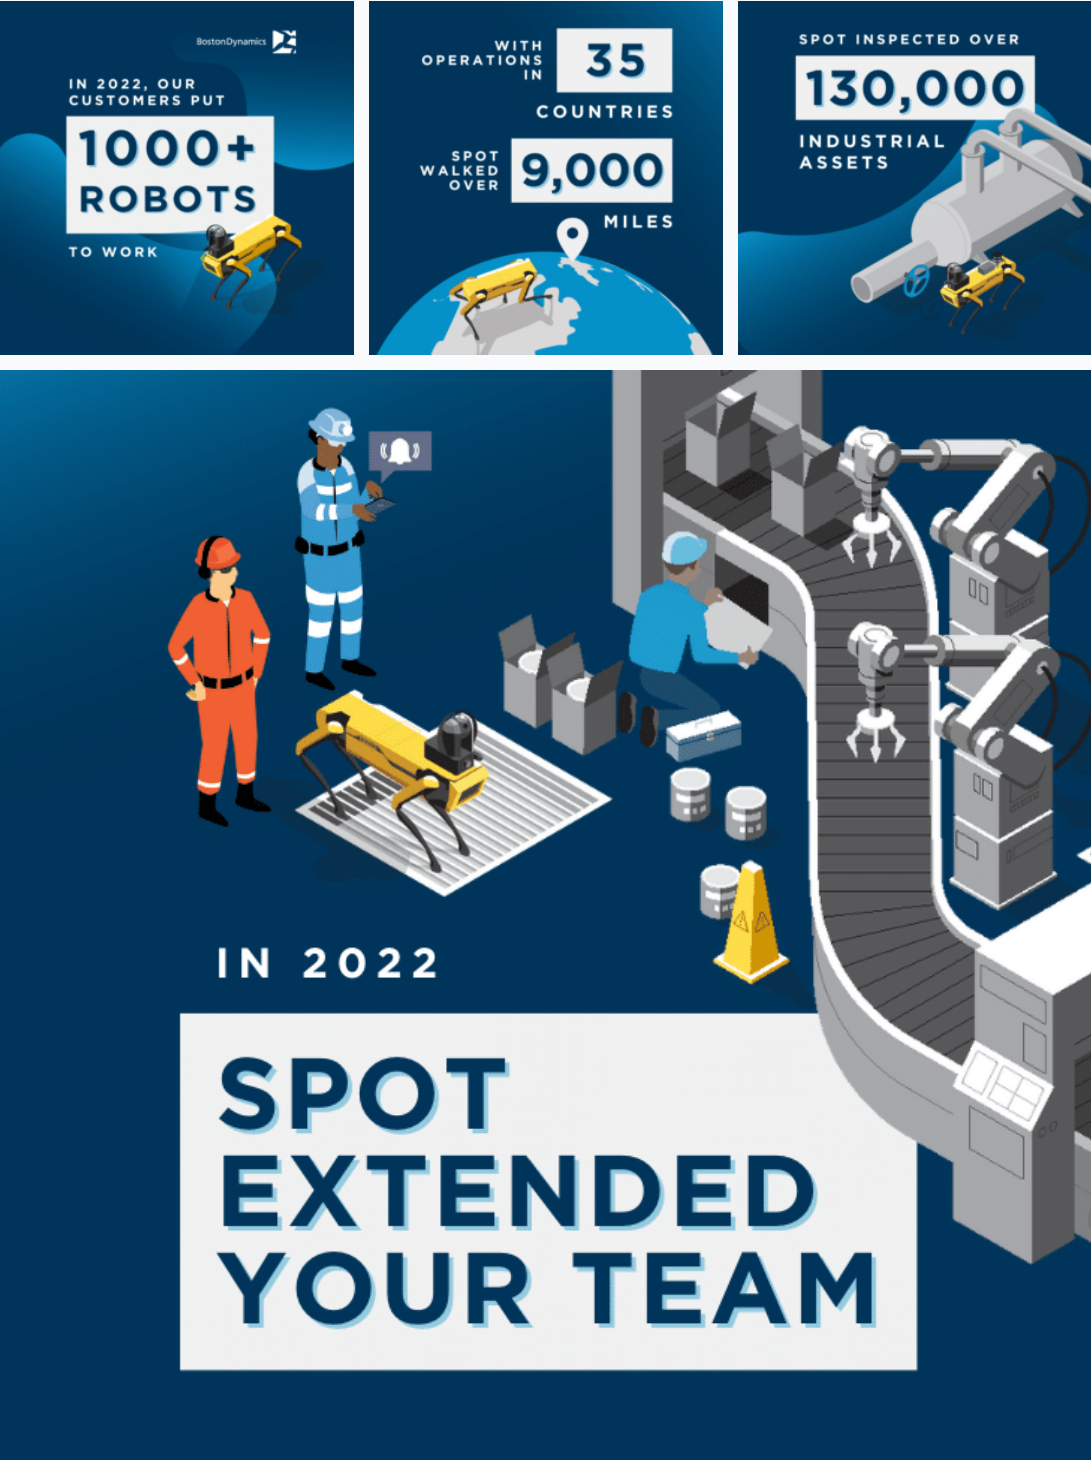 BostonDynamics
IN 2022, OUR
CUSTOMERS PUT
1000+
ROBOTS
TO WORK
WITH
OPERATIONS
IN
35
COUNTRIES
SPOT
WALKED
OVER
9,000
MILES
SPOT INSPECTED OVER
130,000
INDUSTRIAL
ASSETS
IN 2022
SPOT
EXTENDED
YOUR TEAM